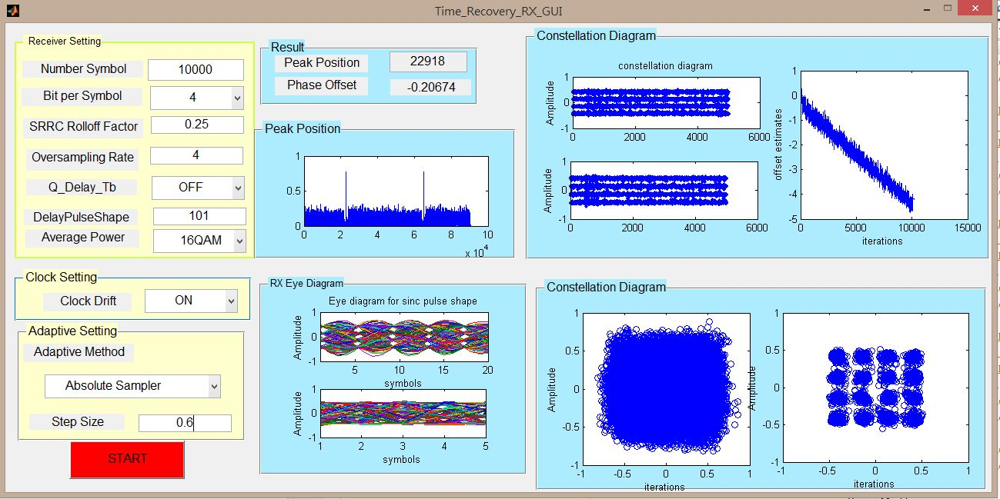 Time_Recovery_RX_GUI
Receiver Setting
Number Symbol 10000
Bit per Symbol 4
SRRC Rolloff Factor 0.25
Oversampling Rate 4
Q_Delay_Tb OFF
DelayPulseShape 101
Average Power 16QAM
Clock Setting
Clock Drift ON
Adaptive Setting
Adaptive Method
Absolute Sampler
Step Size 0.6
START
Result
Peak Position 22918
Phase Offset -0.20674
Peak Position
1
0.5
0
0 2 4 6 8 10
x 10^4
RX Eye Diagram
Eye diagram for sinc pulse shape
Amplitude
1
0
-1
5 10 15 20
symbols
Amplitude
1
0
-1
1 2 3 4 5
symbols
Constellation Diagram
constellation diagram
Amplitude
1
0
-1
0 2000 4000 6000
Amplitude
1
0
-1
0 2000 4000 6000
offset estimates
1
0
-1
-2
-3
-4
-5
0 5000 10000 15000
iterations
Constellation Diagram
Amplitude
1
0.5
0
-0.5
-1
-1 -0.5 0 0.5 1
iterations
Amplitude
1
0.5
0
-0.5
-1
-1 -0.5 0 0.5 1
iterations